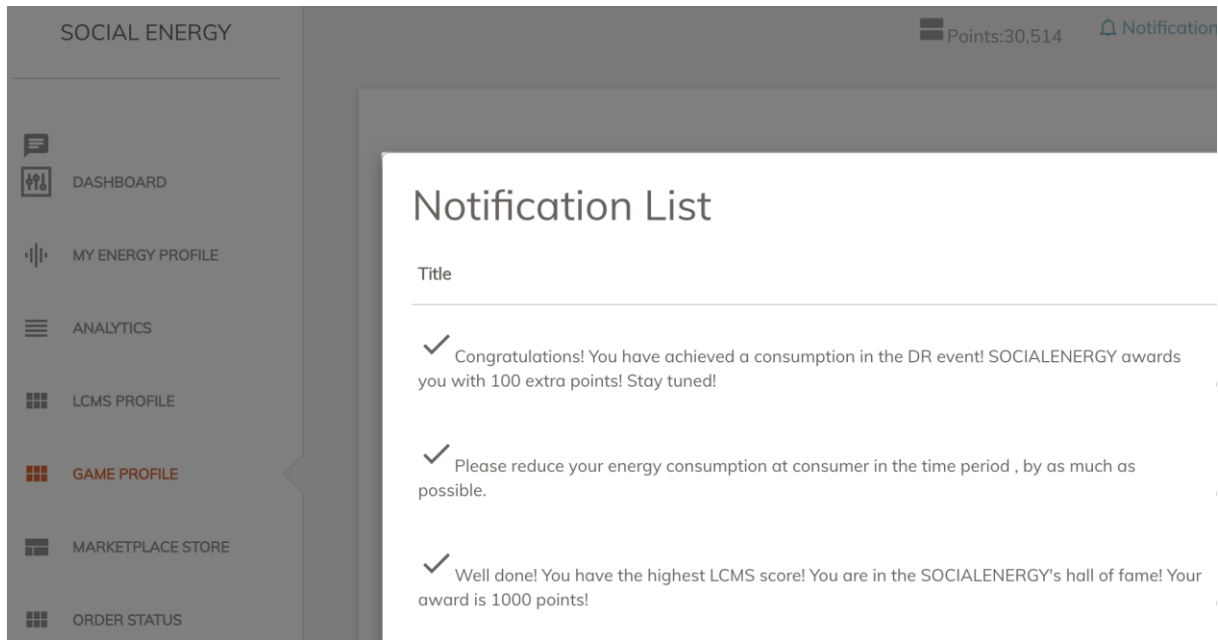 SOCIAL ENERGY
Points:30,514
Notification
DASHBOARD
MY ENERGY PROFILE
ANALYTICS
LCMS PROFILE
GAME PROFILE
MARKETPLACE STORE
ORDER STATUS
Notification List
Title
Congratulations! You have achieved a consumption in the DR event! SOCIALENERGY awards
you with 100 extra points! Stay tuned!
Please reduce your energy consumption at consumer in the time period , by as much as
possible.
Well done! You have the highest LCMS score! You are in the SOCIALENERGY's hall of fame! Your
award is 1000 points!